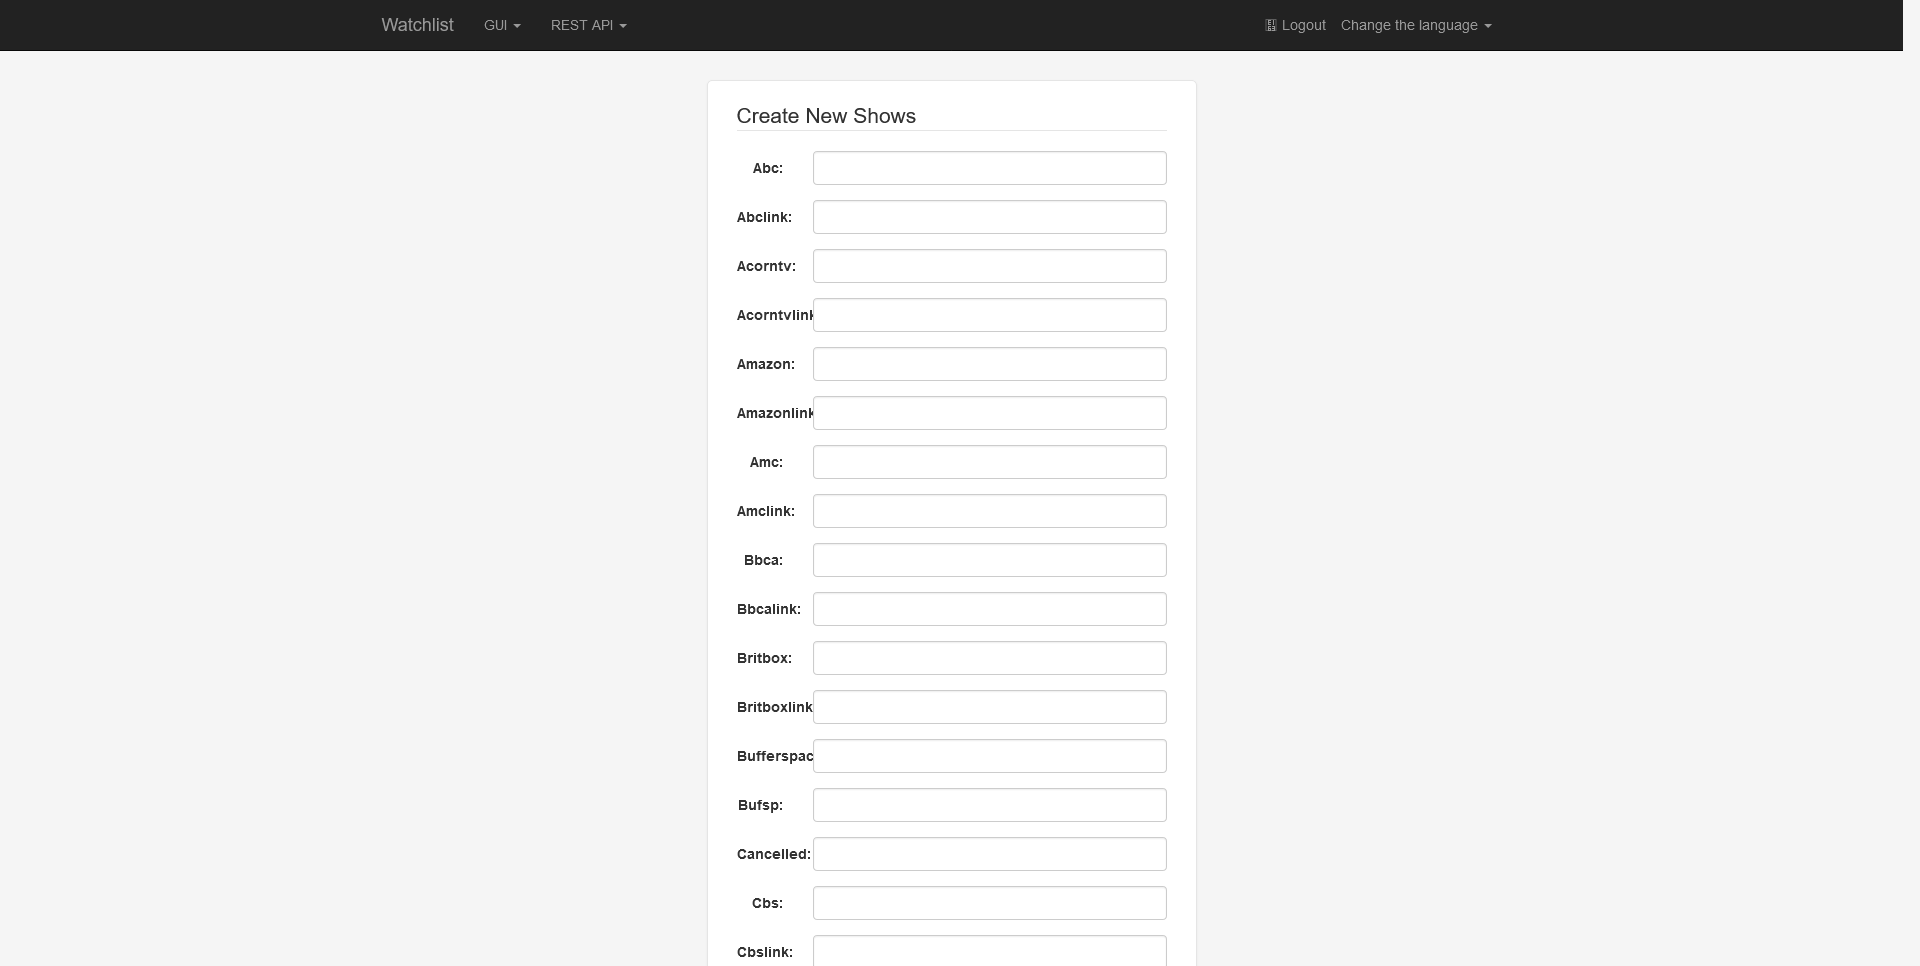 Watchlist GUI REST API Logout Change the language
Create New Shows
Abc:
Abclink:
Acorntv:
Acorntvlink
Amazon:
Amazonlink
Amc:
Amclink:
Bbca:
Bbcalink:
Britbox:
Britboxlink
Bufferspac
Bufsp:
Cancelled:
Cbs:
Cbslink: